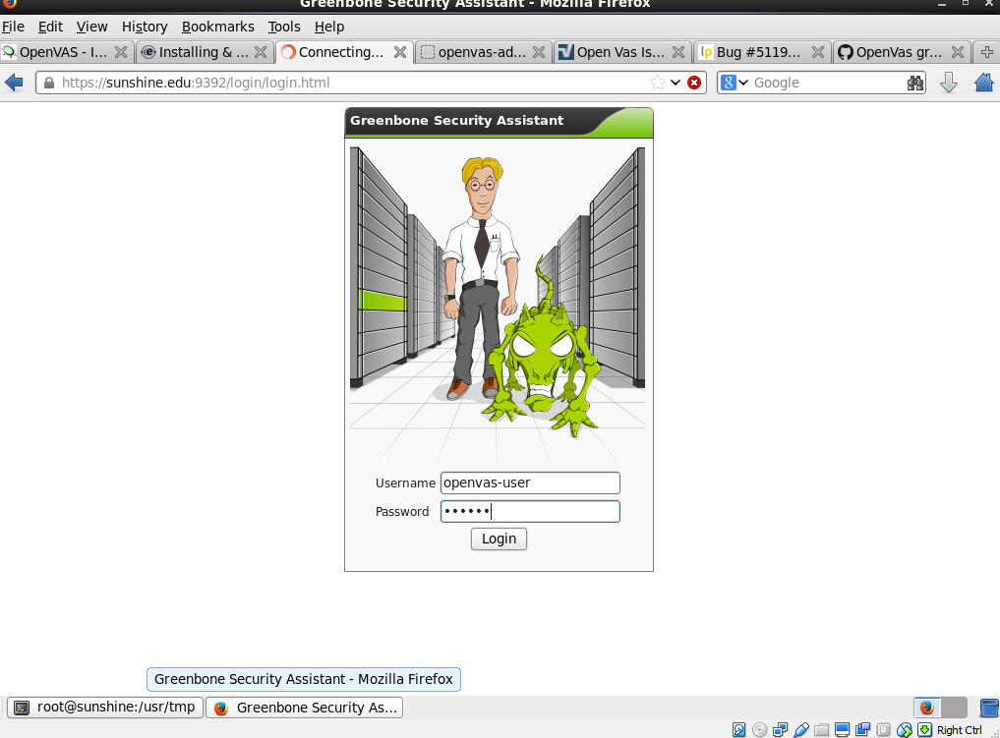 Greenbone Security Assistant - Mozilla Firefox
File Edit View History Bookmarks Tools Help
OpenVAS - I... Installing & ... Connecting... openvas-ad... Open Vas Is... lp Bug #5119... OpenVas gr...
https://sunshine.edu:9392/login/login.html 8 Google
Greenbone Security Assistant
Username openvas-user
Password ••••••
Login
Greenbone Security Assistant - Mozilla Firefox
root@sunshine:/usr/tmp Greenbone Security As...
Right Ctrl